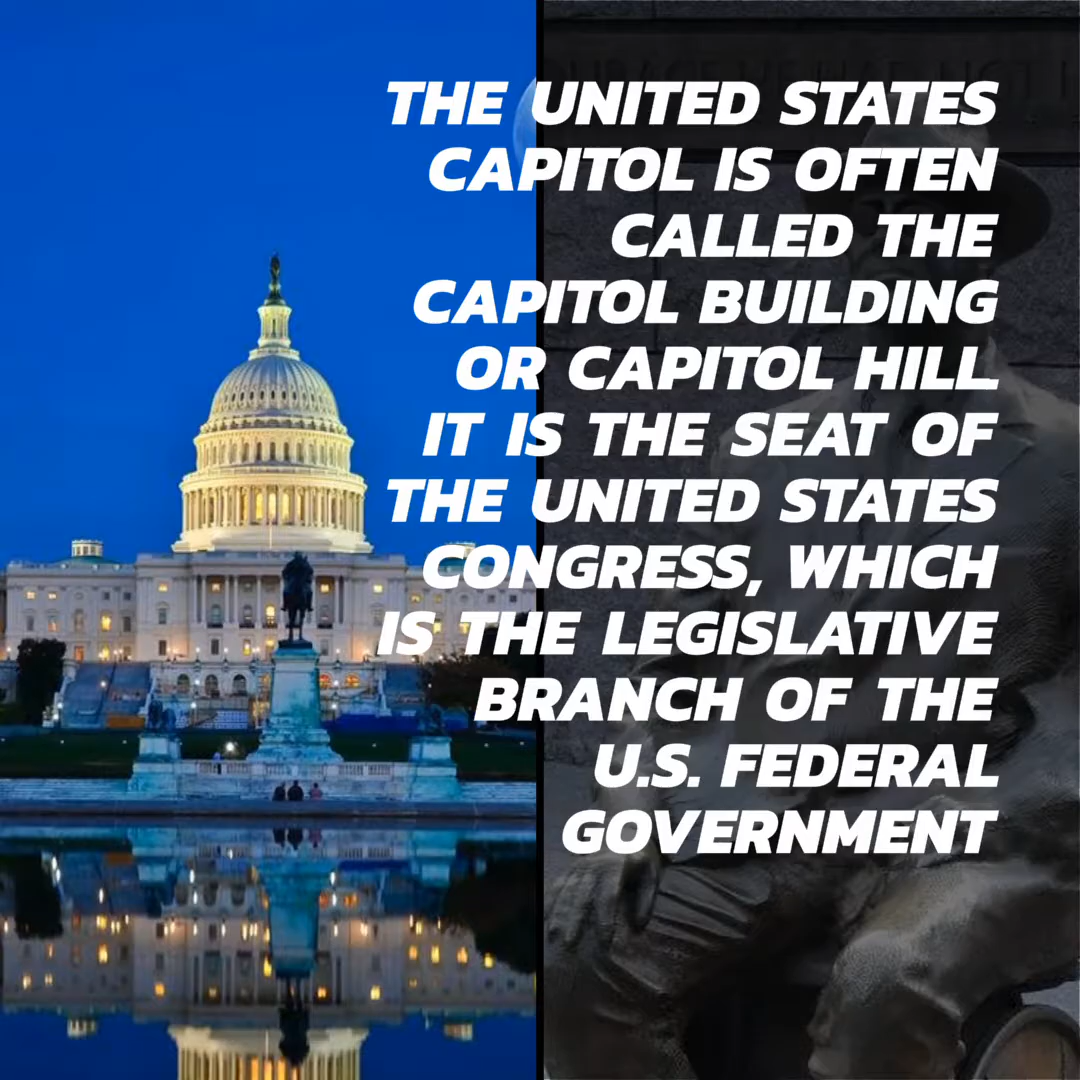 THE UNITED STATES
CAPITOL IS OFTEN
CALLED THE
CAPITOL BUILDING
OR CAPITOL HILL.
IT IS THE SEAT OF
THE UNITED STATES
CONGRESS, WHICH
IS THE LEGISLATIVE
BRANCH OF THE
U.S. FEDERAL
GOVERNMENT